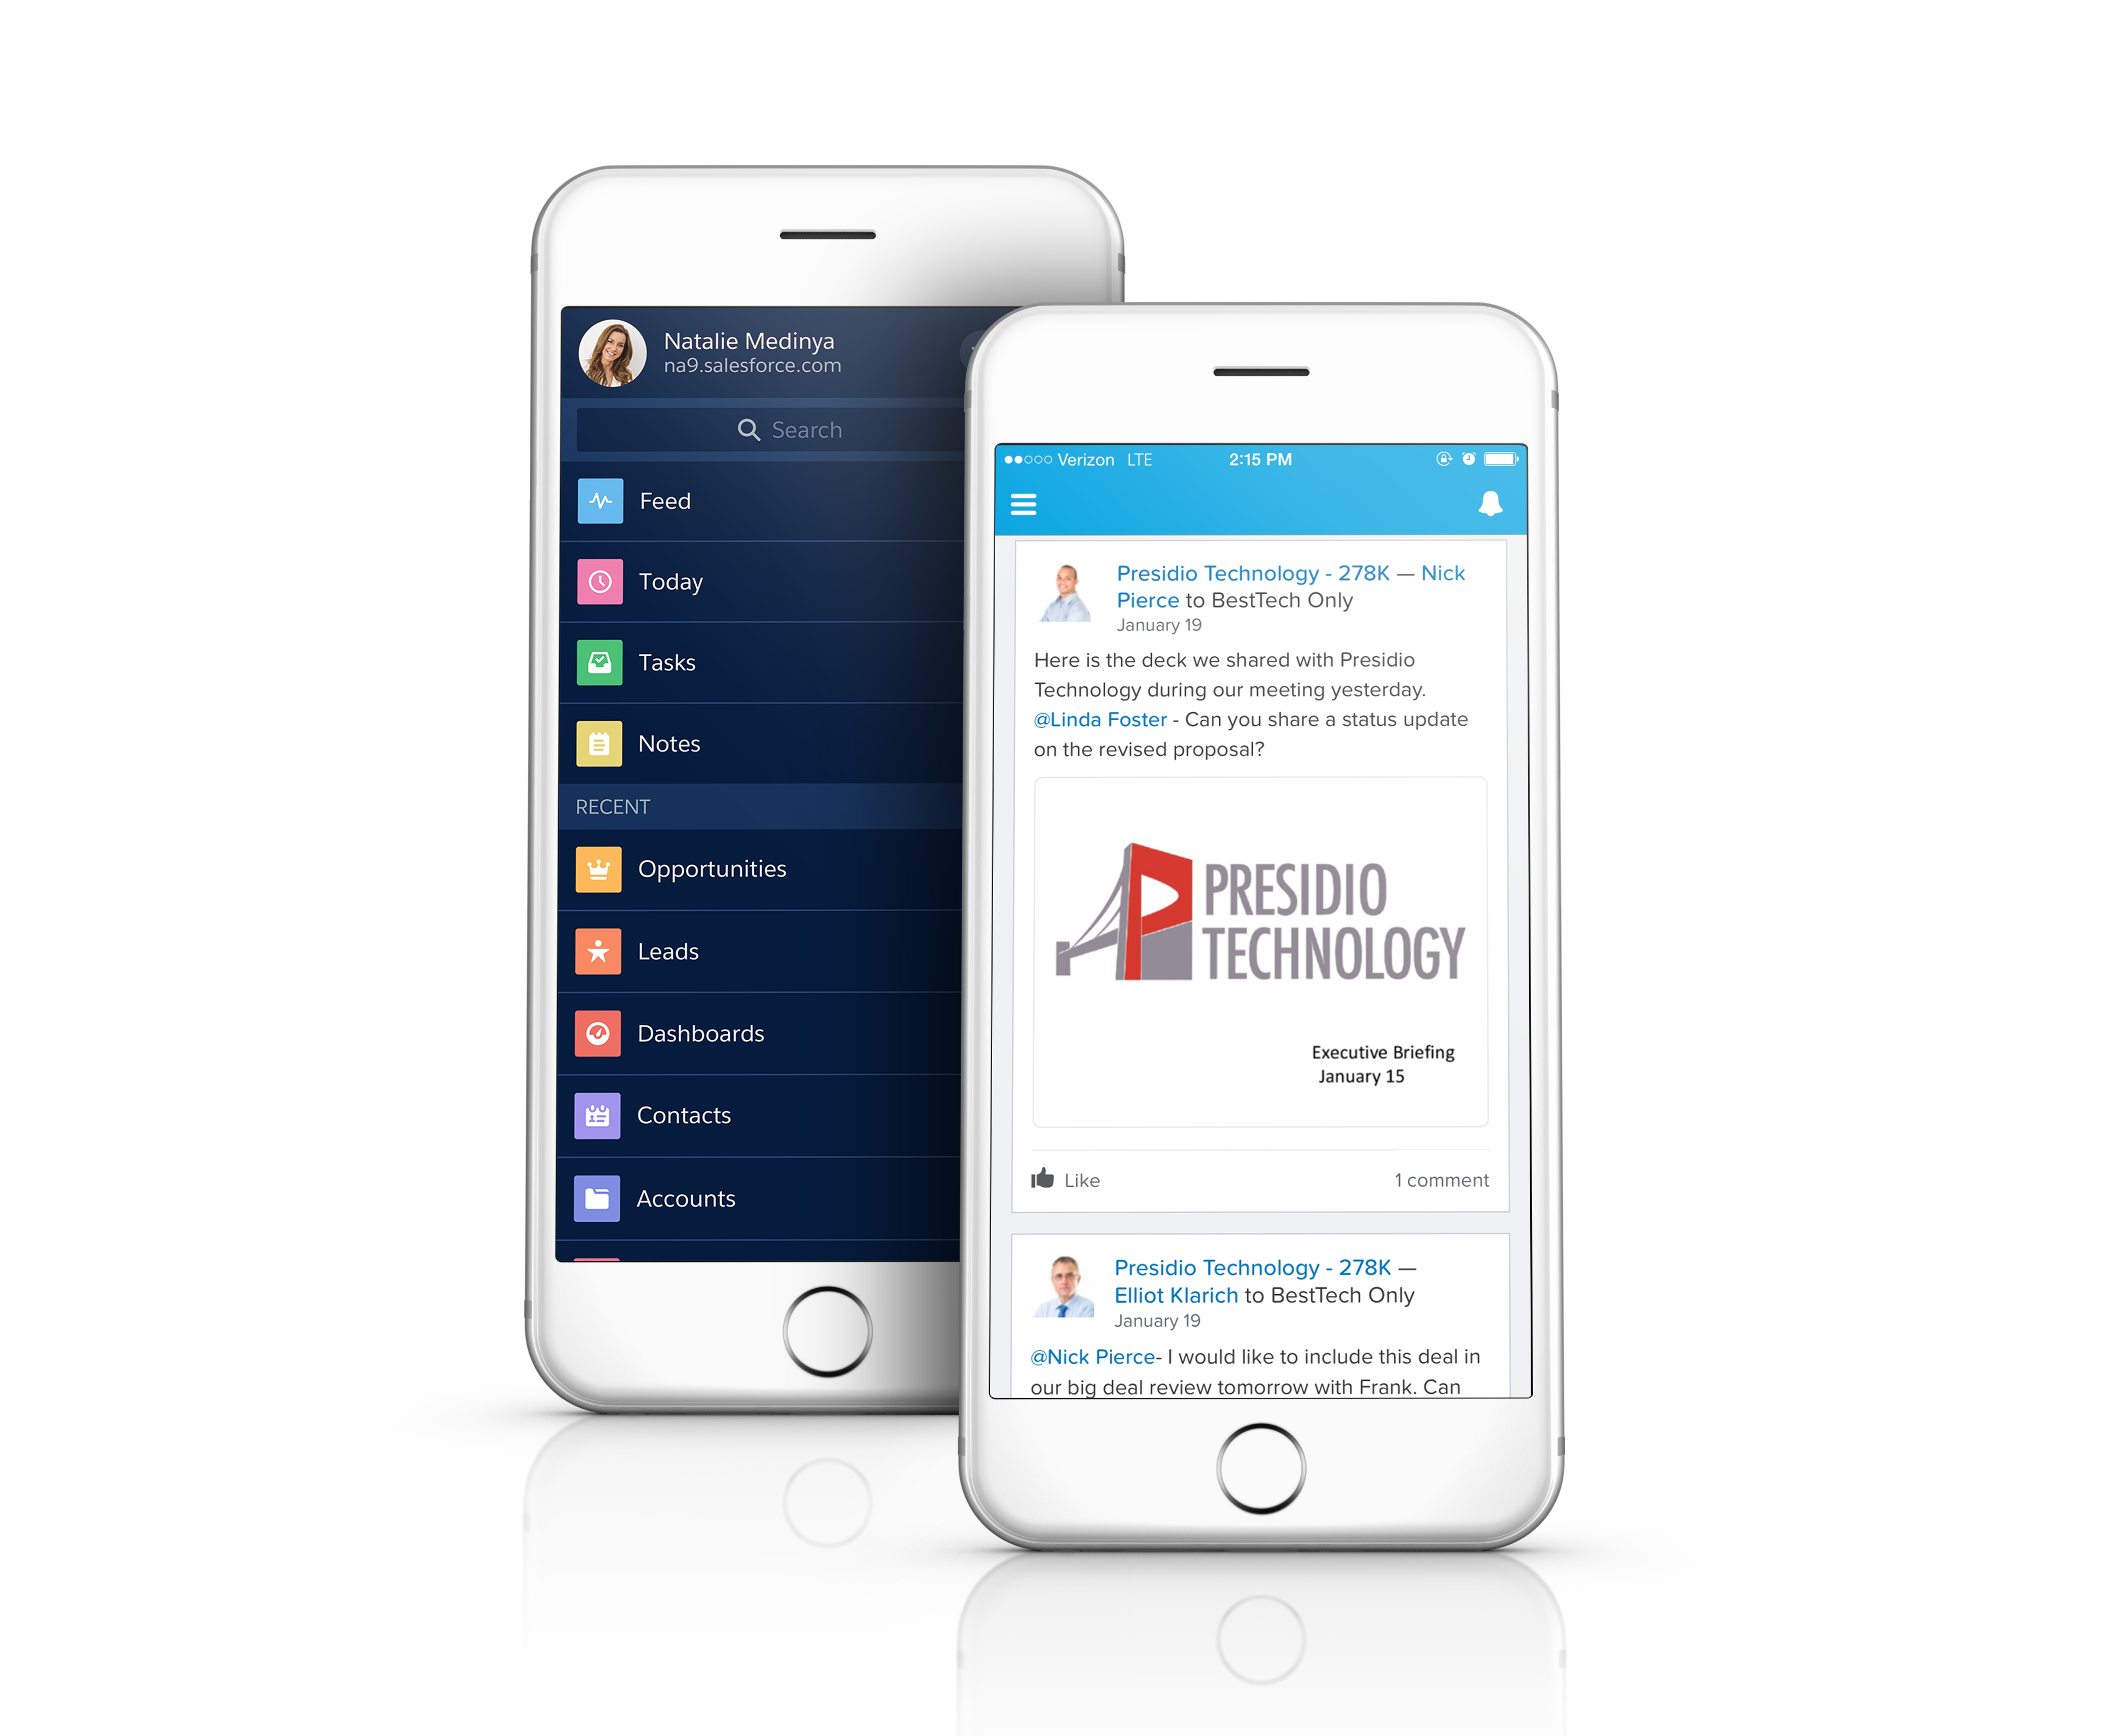 Natalie Medinya
na9.salesforce.com
Search
Feed
Today
Tasks
Notes
RECENT
Opportunities
Leads
Dashboards
Contacts
Accounts
Verizon LTE 2:15 PM
Presidio Technology - 278K — Nick
Pierce to BestTech Only
January 19
Here is the deck we shared with Presidio
Technology during our meeting yesterday.
@Linda Foster - Can you share a status update
on the revised proposal?
PRESIDIO
TECHNOLOGY
Executive Briefing
January 15
Like 1 comment
Presidio Technology - 278K —
Elliot Klarich to BestTech Only
January 19
@Nick Pierce- I would like to include this deal in
our big deal review tomorrow with Frank. Can